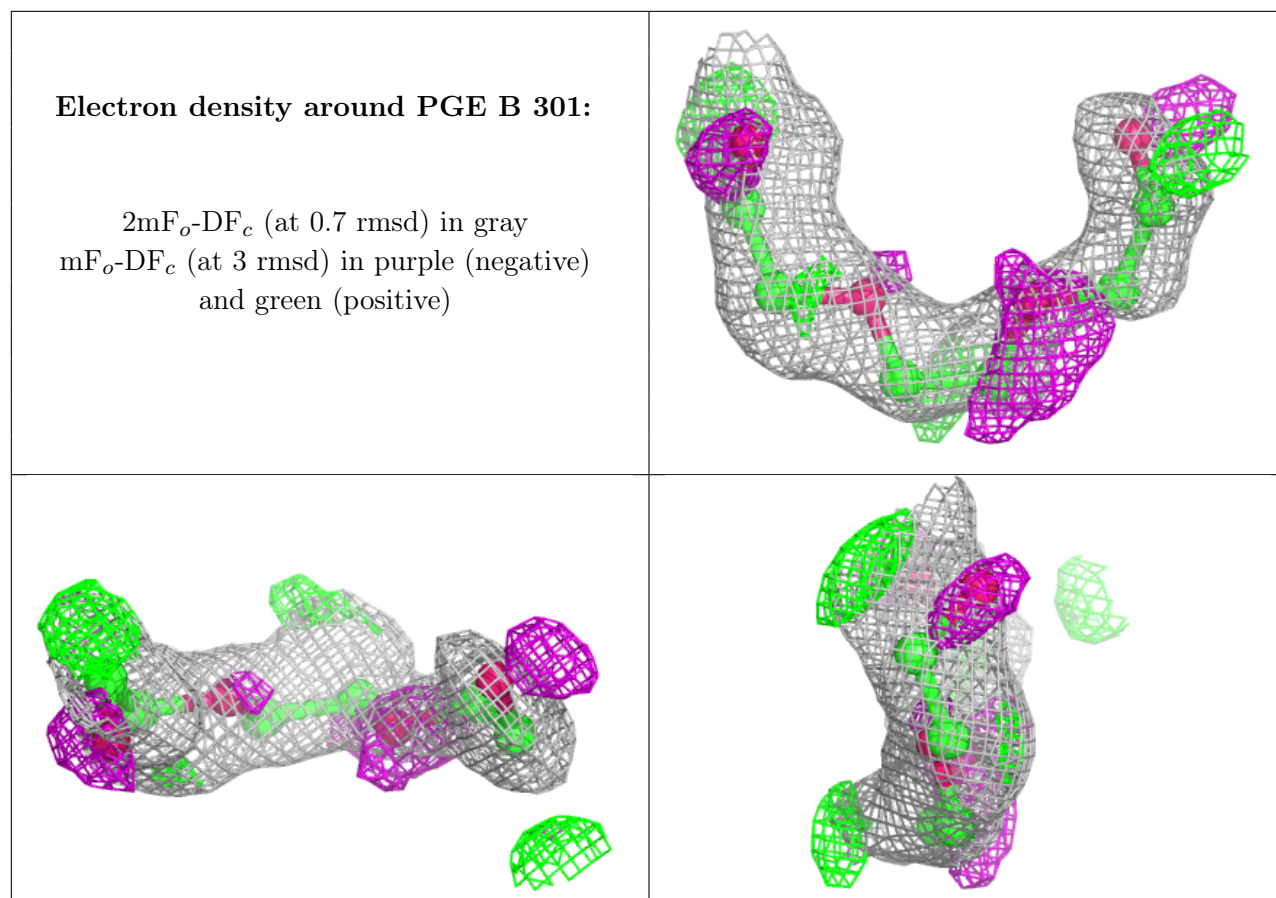 Electron density around PGE B 301:
2mFo-DFc (at 0.7 rmsd) in gray
mFo-DFc (at 3 rmsd) in purple (negative)
and green (positive)